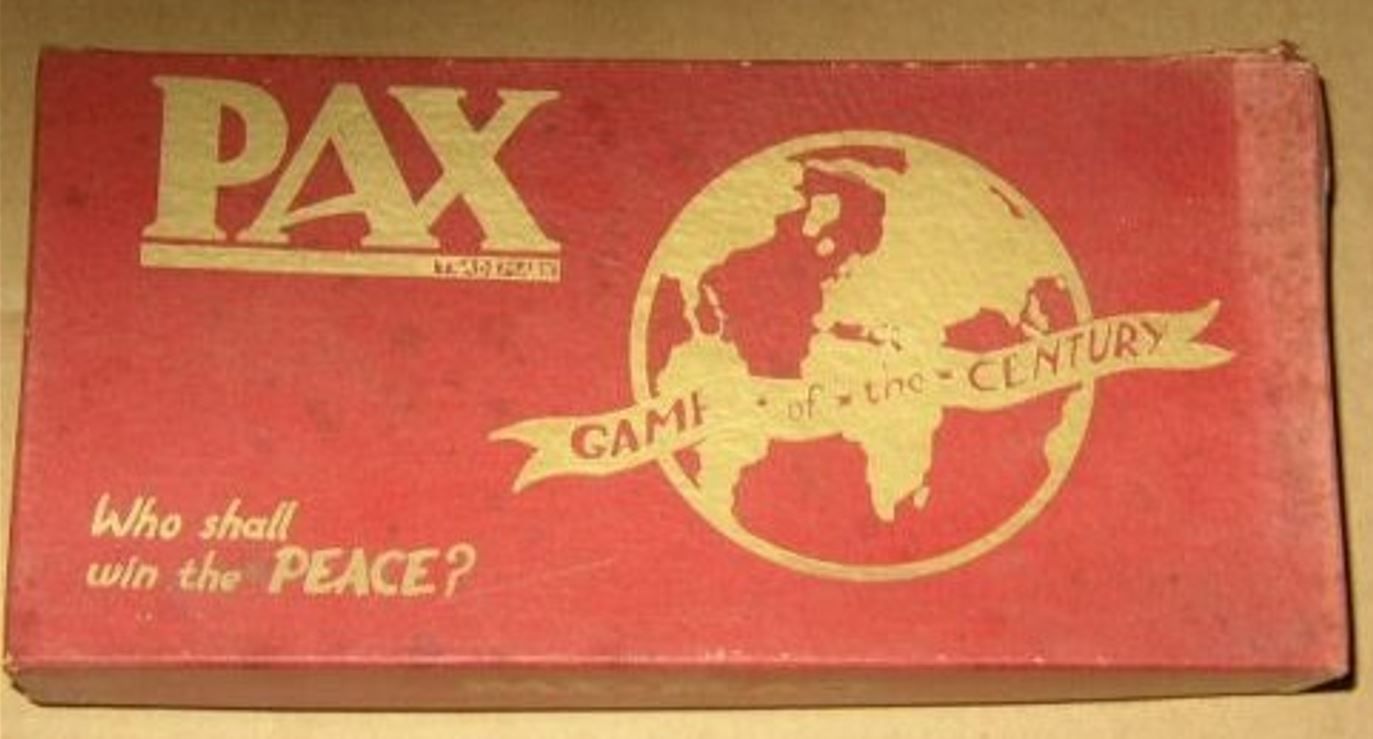 PAX
GAME of the CENTURY
Who shall
win the PEACE?